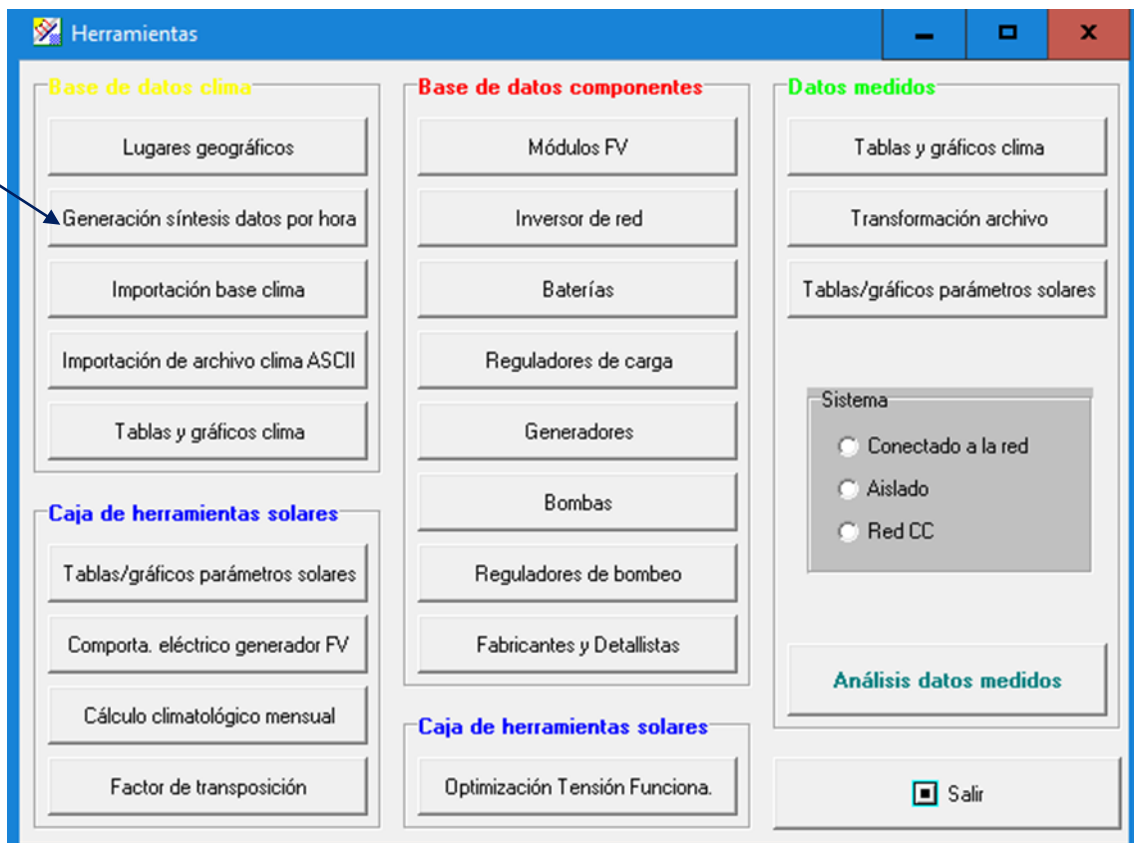 Herramientas
Base de datos clima
Lugares geográficos
Generación síntesis datos por hora
Importación base clima
Importación de archivo clima ASCII
Tablas y gráficos clima
Caja de herramientas solares
Tablas/gráficos parámetros solares
Comporta. eléctrico generador FV
Cálculo climatológico mensual
Factor de transposición
Base de datos componentes
Módulos FV
Inversor de red
Baterías
Reguladores de carga
Generadores
Bombas
Reguladores de bombeo
Fabricantes y Detallistas
Caja de herramientas solares
Optimización Tensión Funciona.
Datos medidos
Tablas y gráficos clima
Transformación archivo
Tablas/gráficos parámetros solares
Sistema
Conectado a la red
Aislado
Red CC
Análisis datos medidos
Salir